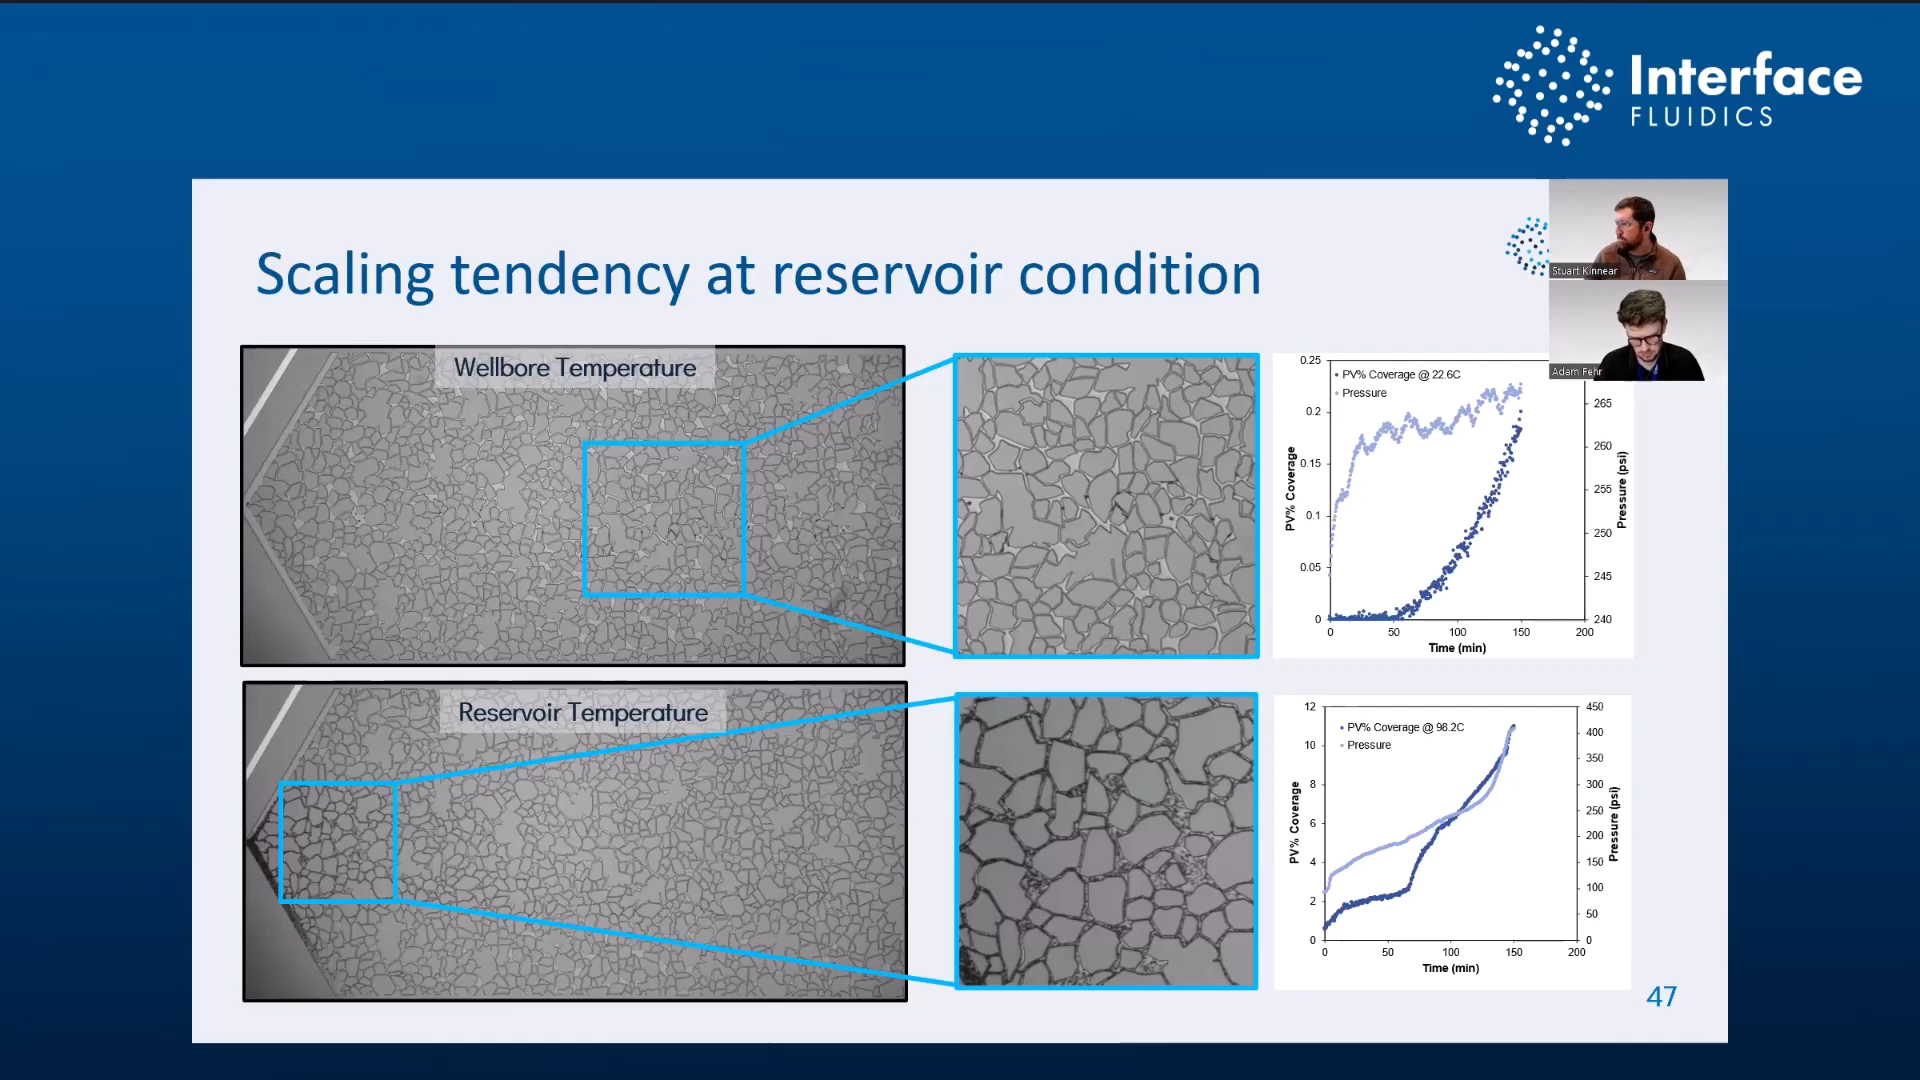 Interface
FLUIDICS
Scaling tendency at reservoir condition
Stuart Kinnear
Adam Fehr
Wellbore Temperature
PV% Coverage @ 22.6C
Pressure
0.25
0.2
0.15
0.1
0.05
0
265
260
255
250
245
240
0
50
100
150
200
PV% Coverage
Pressure (psi)
Time (min)
Reservoir Temperature
PV% Coverage @ 98.2C
Pressure
12
10
8
6
4
2
0
450
400
350
300
250
200
150
100
50
0
0
50
100
150
200
PV% Coverage
Pressure (psi)
Time (min)
47